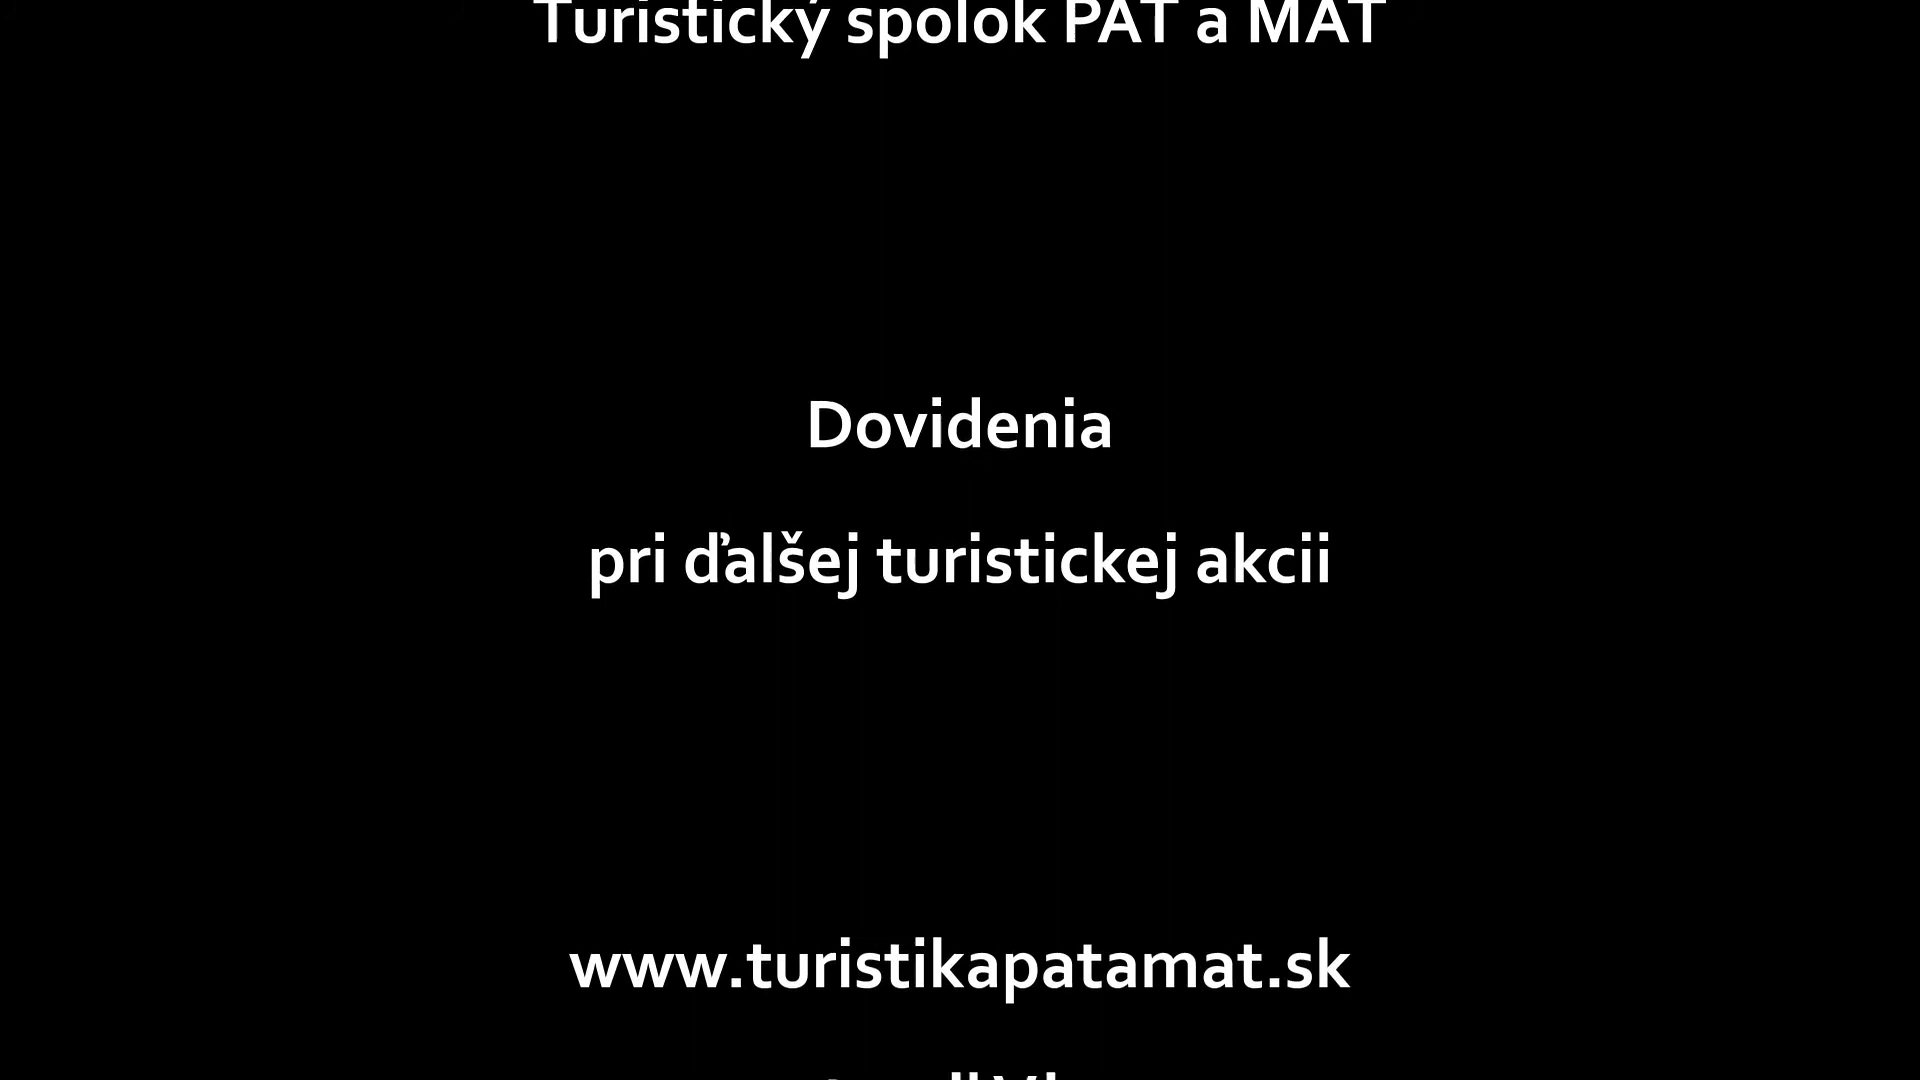 Turistický spolok PAT a MAT
Dovidenia
pri ďalšej turistickej akcii
www.turistikapatamat.sk